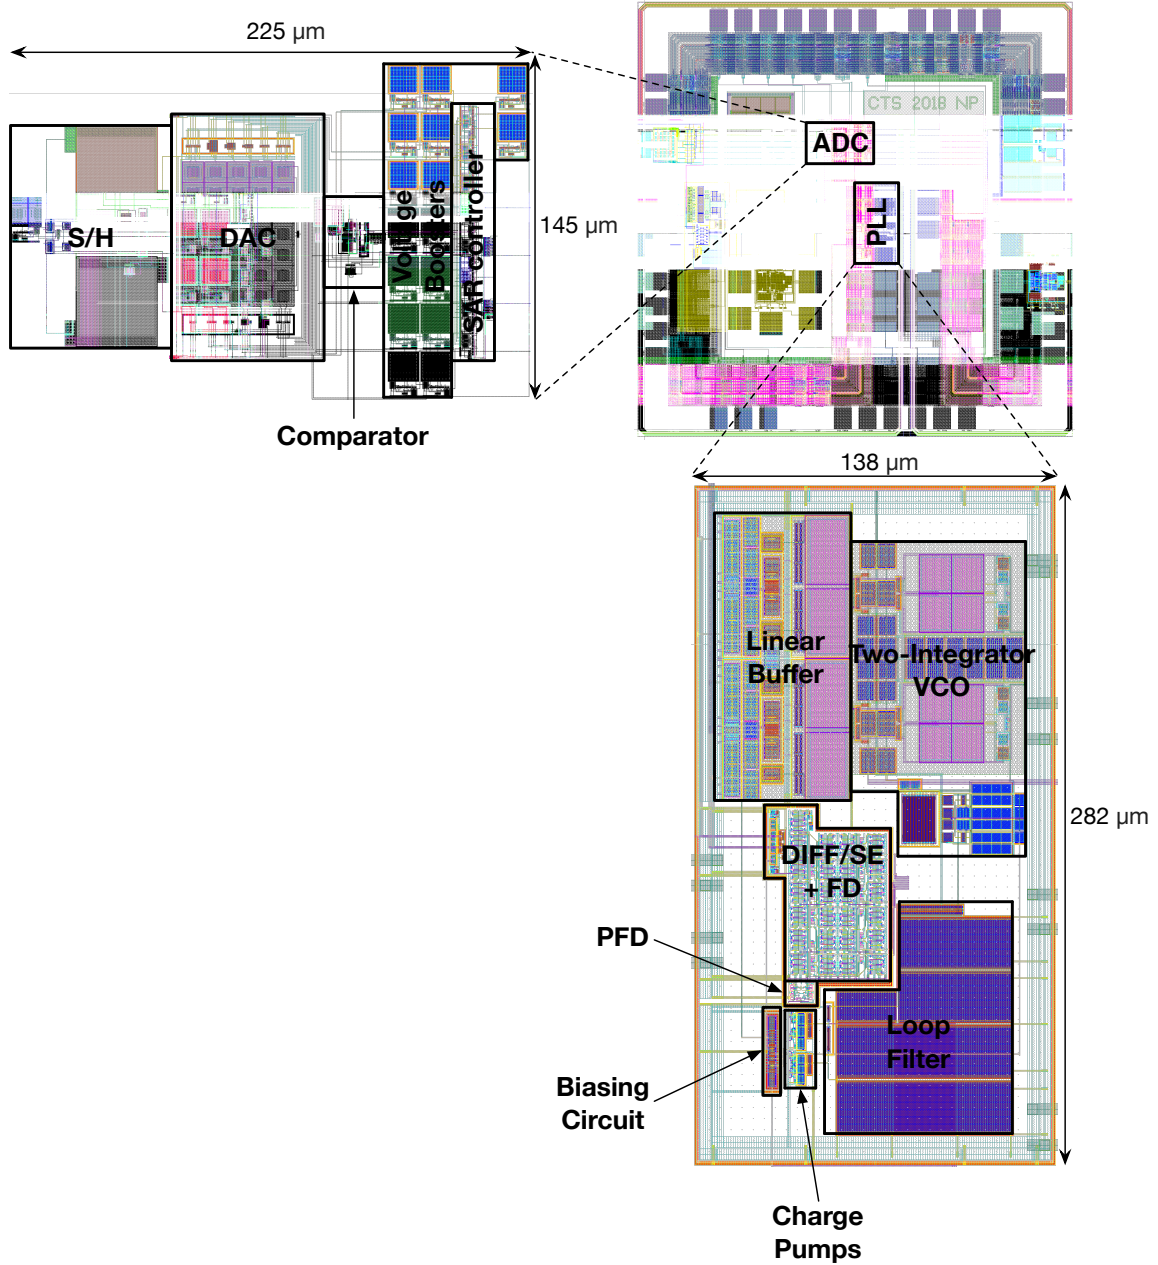 225 µm
CTS 2018 NP
ADC
S/H
DAC
Voltage
Boosters
SAR controller
145 µm
PLL
Comparator
138 µm
Linear
Buffer
Two-Integrator
VCO
282 µm
DIFF/SE
+ FD
PFD
Loop
Filter
Biasing
Circuit
Charge
Pumps